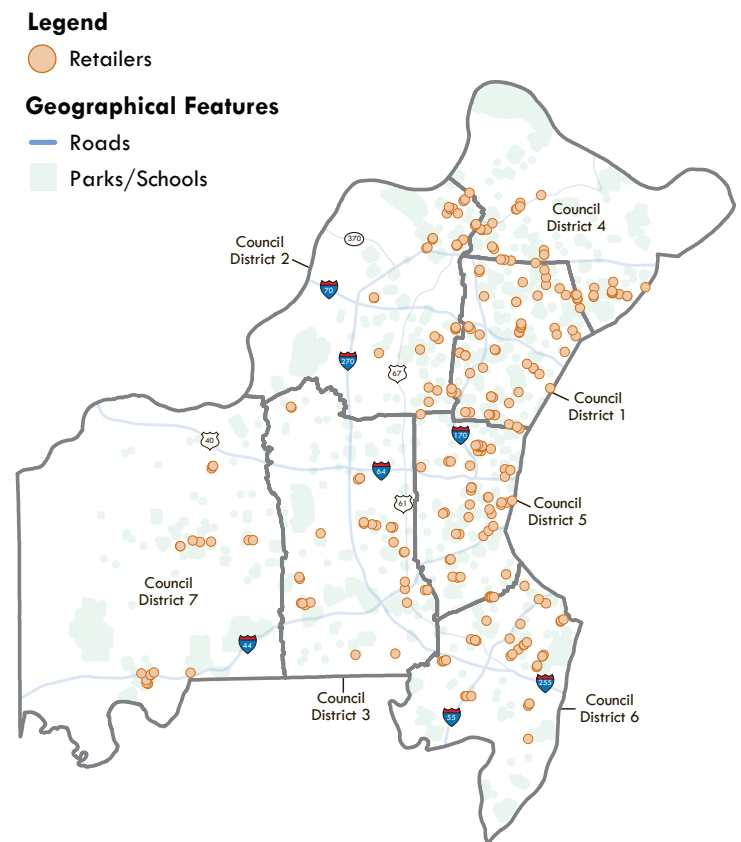 Legend
Retailers
Geographical Features
Roads
Parks/Schools
Council
District 4
370
Council
District 2
70
270
67
Council
District 1
40
170
64
61
Council
District 5
Council
District 7
44
255
Council
District 3
Council
District 6
55